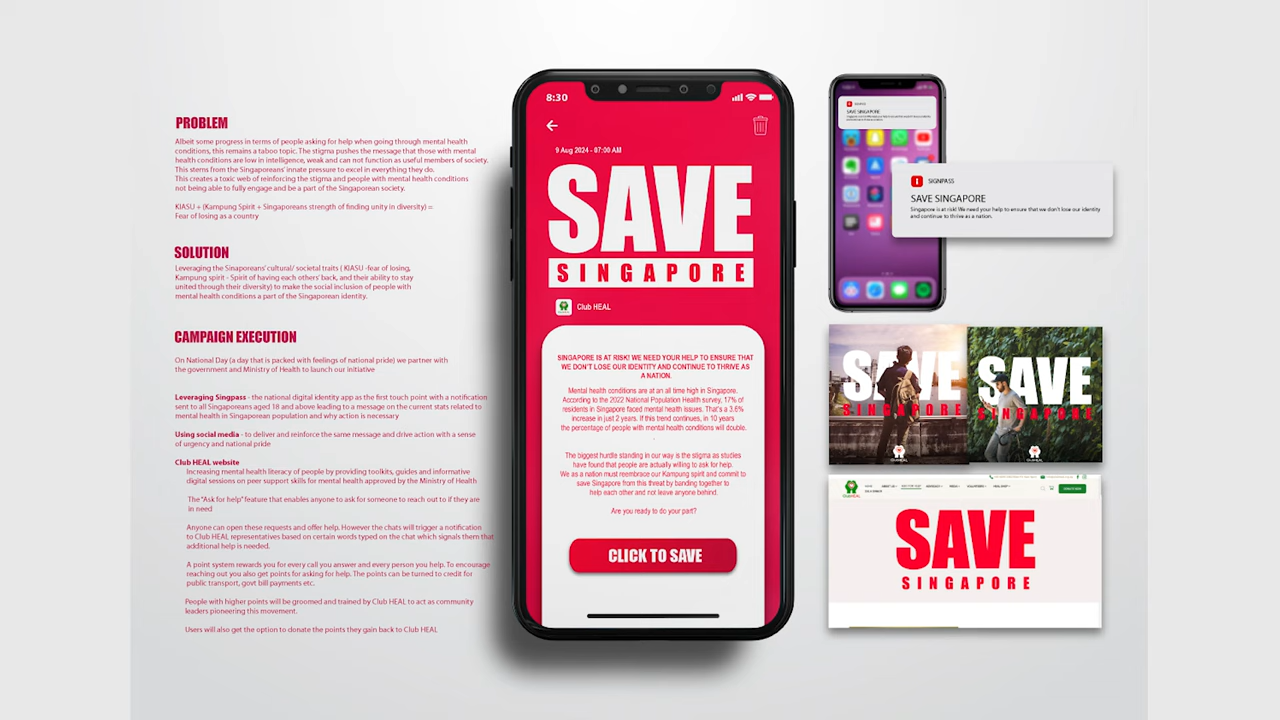 PROBLEM
Albeit some progress in terms of people asking for help when going through mental health
conditions, this remains a taboo topic. The stigma pushes the message that those with mental
health conditions are low in intelligence, weak and can not function as useful members of society.
This stems from the Singaporeans' innate pressure to excel in everything they do.
This creates a toxic web of reinforcing the stigma and people with mental health conditions
not being able to fully engage and be a part of the Singaporean society.
KIASU + (Kampung Spirit + Singaporeans strength of finding unity in diversity) =
Fear of losing as a country
SOLUTION
Leveraging the Sinaporeans' cultural/ societal traits ( KIASU -fear of losing,
Kampung spirit - Spirit of having each others' back, and their ability to stay
united through their diversity) to make the social inclusion of people with
mental health conditions a part of the Singaporean identity.
CAMPAIGN EXECUTION
On National Day (a day that is packed with feelings of national pride) we partner with
the government and Ministry of Health to launch our initiative
Leveraging Singpass - the national digital identity app as the first touch point with a notification
sent to all Singaporeans aged 18 and above leading to a message on the current stats related to
mental health in Singaporean population and why action is necessary
Using social media - to deliver and reinforce the same message and drive action with a sense
of urgency and national pride
Club HEAL website
Increasing mental health literacy of people by providing toolkits, guides and informative
digital sessions on peer support skills for mental health approved by the Ministry of Health
The "Ask for help" feature that enables anyone to ask for someone to reach out to if they are
in need
Anyone can open these requests and offer help. However the chats will trigger a notification
to Club HEAL representatives based on certain words typed on the chat which signals them that
additional help is needed.
A point system rewards you for every call you answer and every person you help. To encourage
reaching out you also get points for asking for help. The points can be turned to credit for
public transport, govt bill payments etc.
People with higher points will be groomed and trained by Club HEAL to act as community
leaders pioneering this movement.
Users will also get the option to donate the points they gain back to Club HEAL
8:30
9 Aug 2024 - 07:00 AM
SAVE
SINGAPORE
Club HEAL
SINGAPORE IS AT RISK! WE NEED YOUR HELP TO ENSURE THAT
WE DON'T LOSE OUR IDENTITY AND CONTINUE TO THRIVE AS
A NATION.
Mental health conditions are at an all time high in Singapore.
According to the 2022 National Population Health survey, 17% of
residents in Singapore faced mental health issues. That's a 3.6%
increase in just 2 years. If this trend continues, in 10 years
the percentage of people with mental health conditions will double.
.
The biggest hurdle standing in our way is the stigma as studies
have found that people are actually willing to ask for help.
We as a nation must reembrace our Kampung spirit and commit to
save Singapore from this threat by banding together to
help each other and not leave anyone behind.
Are you ready to do your part?
CLICK TO SAVE
SAVE SINGAPORE
SIGNPASS
SAVE SINGAPORE
Singapore is at risk! We need your help to ensure that we don't lose our identity
and continue to thrive as a nation.
SAVE
SINGAPORE
SAVE
SINGAPORE
ClubHEAL
SAVE
SINGAPORE